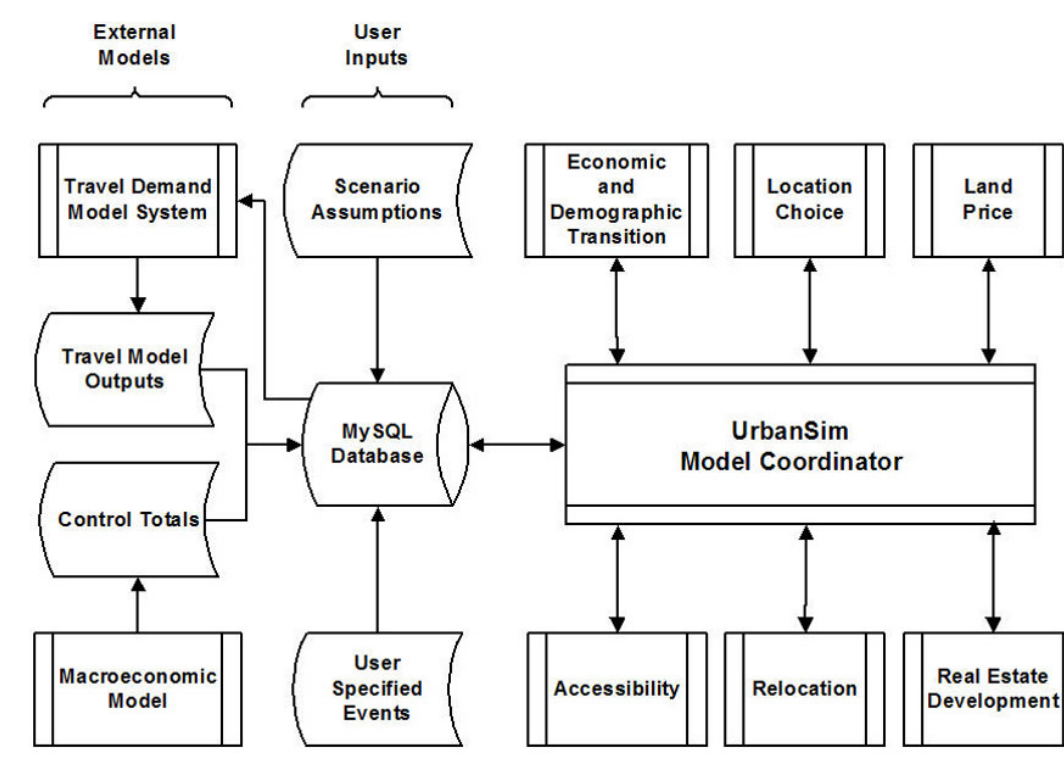 External
Models
User
Inputs
Travel Demand
Model System
Scenario
Assumptions
Economic
and
Demographic
Transition
Location
Choice
Land
Price
Travel Model
Outputs
MySQL
Database
UrbanSim
Model Coordinator
Control Totals
Macroeconomic
Model
User
Specified
Events
Accessibility
Relocation
Real Estate
Development